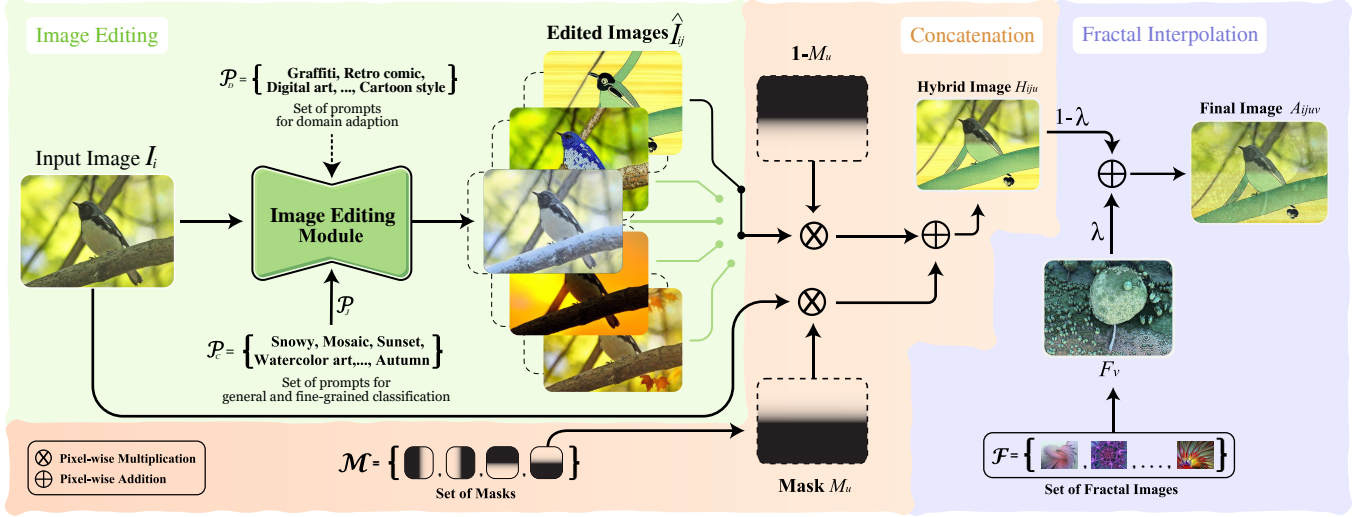 Image Editing
Edited Images Î_ij
1-M_u
Concatenation
Fractal Interpolation
𝒫_D = { Graffiti, Retro comic,
Digital art, ..., Cartoon style }
Set of prompts
for domain adaption
Input Image I_i
Image Editing
Module
𝒫_J
𝒫_C = { Snowy, Mosaic, Sunset,
Watercolor art,..., Autumn }
Set of prompts for
general and fine-grained classification
Hybrid Image H_iju
1-λ
Final Image A_ijuv
λ
F_v
Pixel-wise Multiplication
Pixel-wise Addition
ℳ = { , , , }
Set of Masks
Mask M_u
ℱ = { , , . . . . , }
Set of Fractal Images